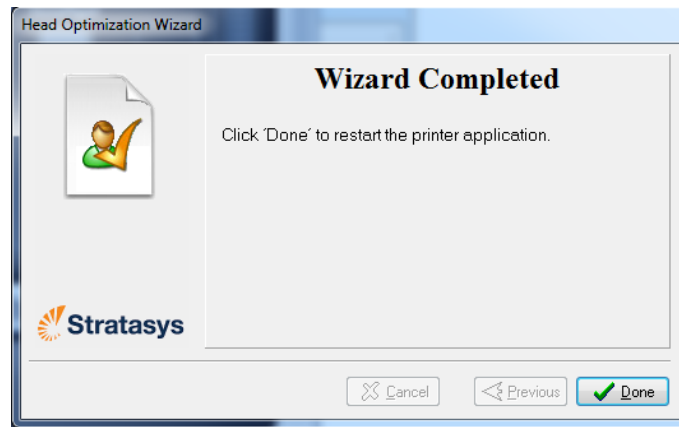 Head Optimization Wizard
Wizard Completed
Click ´Done´ to restart the printer application.
Stratasys
Cancel
Previous
Done